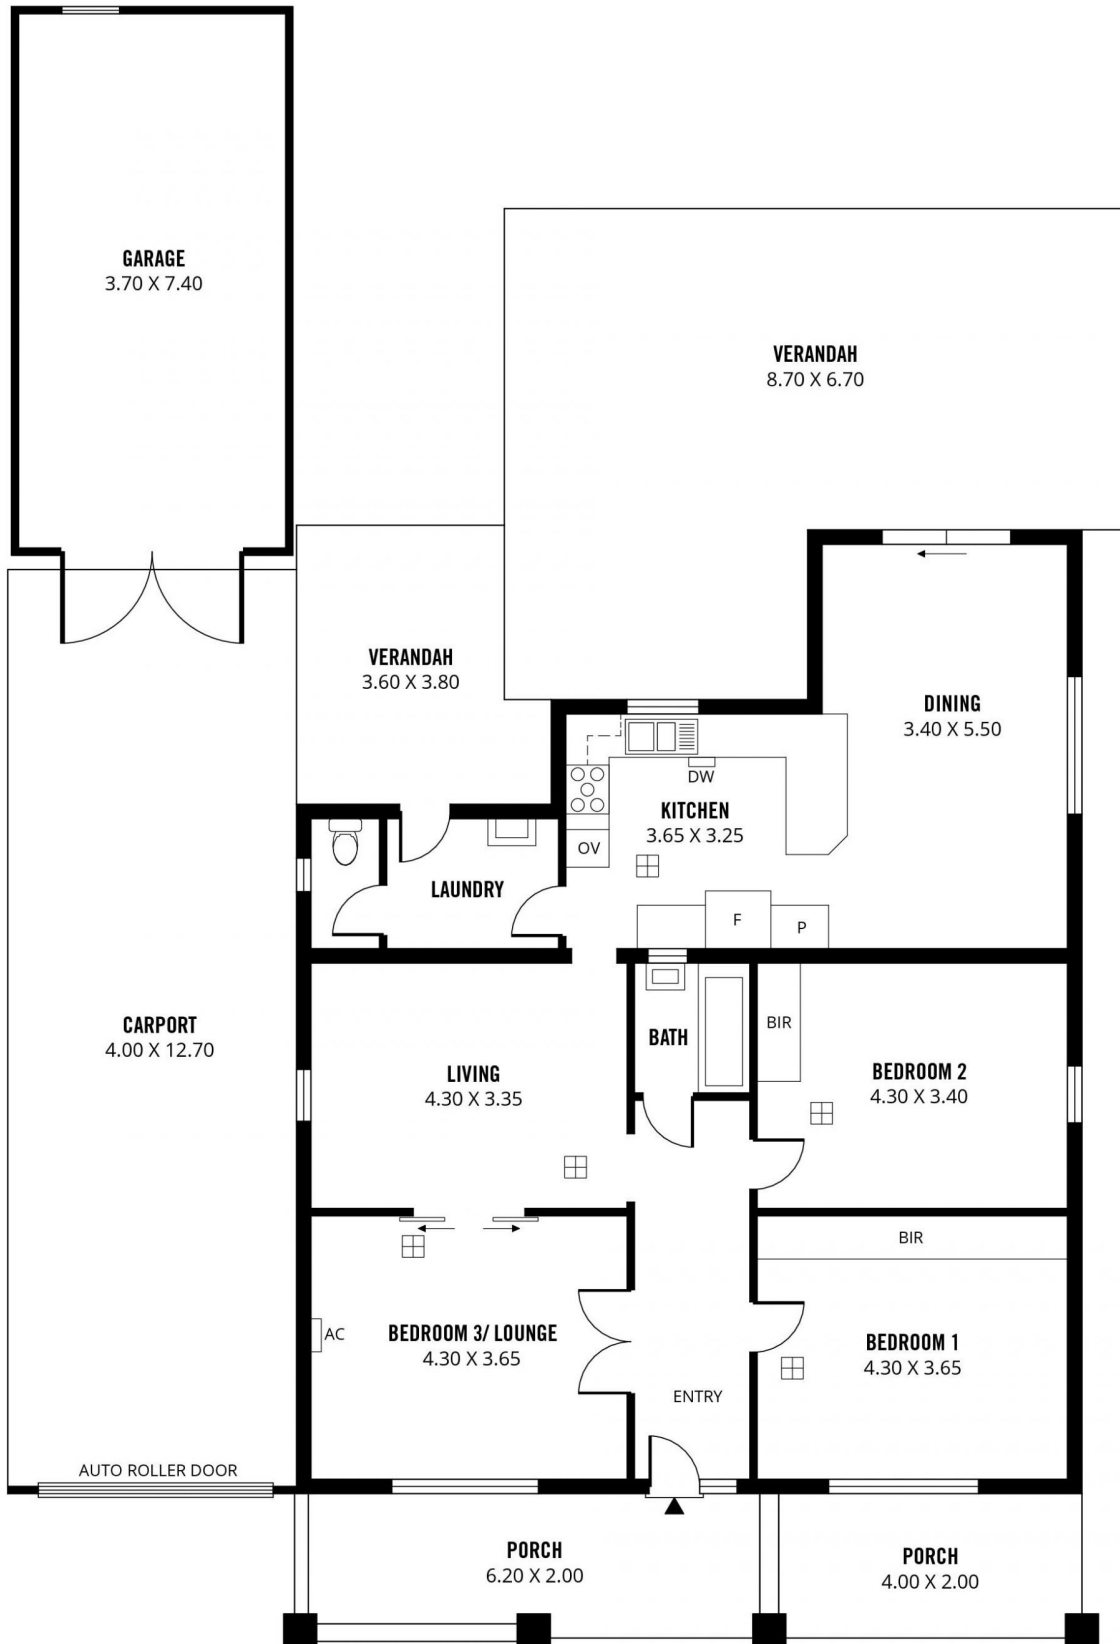 GARAGE
3.70 X 7.40
VERANDAH
8.70 X 6.70
VERANDAH
3.60 X 3.80
DINING
3.40 X 5.50
DW
KITCHEN
3.65 X 3.25
OV
LAUNDRY
F
P
CARPORT
4.00 X 12.70
LIVING
4.30 X 3.35
BATH
BIR
BEDROOM 2
4.30 X 3.40
BIR
AC
BEDROOM 3/ LOUNGE
4.30 X 3.65
BEDROOM 1
4.30 X 3.65
ENTRY
AUTO ROLLER DOOR
PORCH
6.20 X 2.00
PORCH
4.00 X 2.00